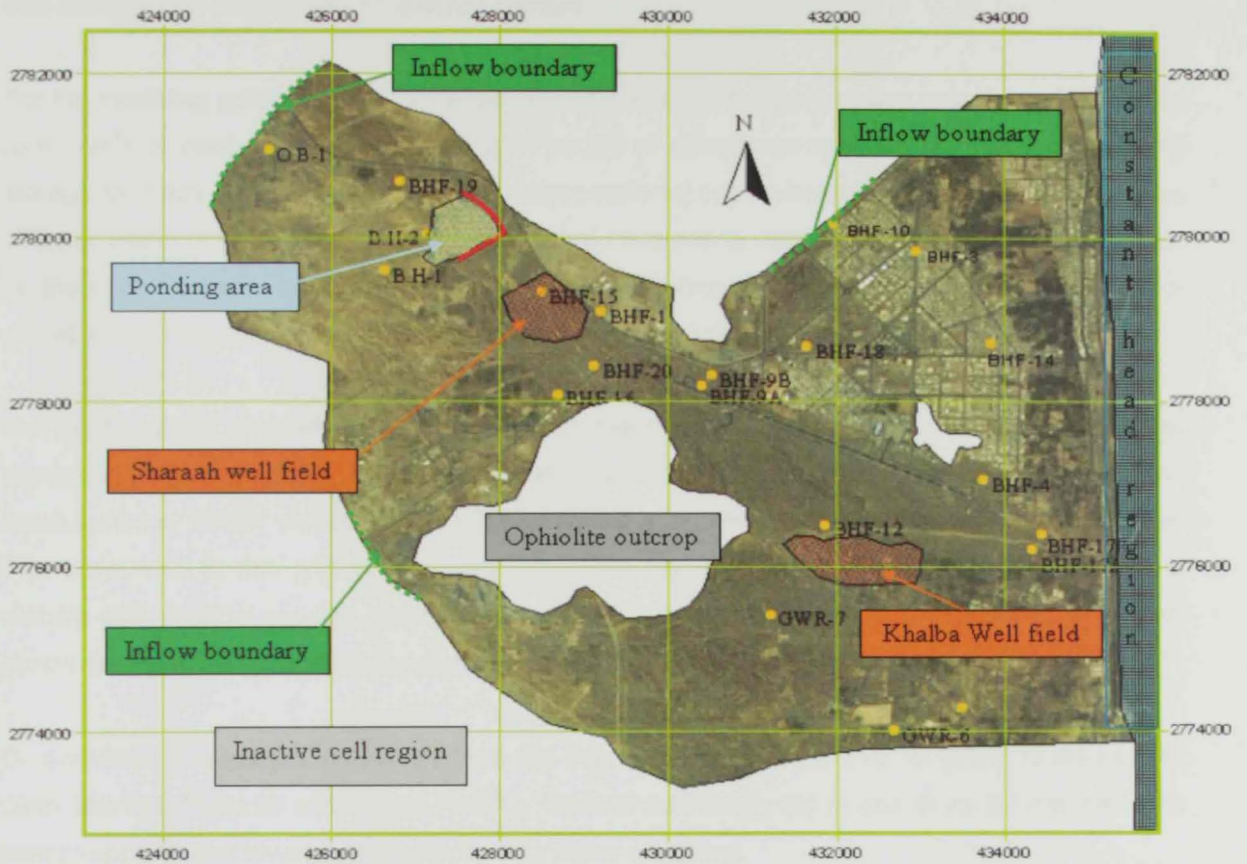 424000 426000 428000 430000 432000 434000
2782000
2782000
Inflow boundary
Inflow boundary
N
Constant head region
O.B-1
BHF-19
BHF-10
2780000
2780000
B.H-2
BHF-3
B.H-1
Ponding area
BHF-15
BHF-1
BHF-18
BHF-14
BHF-20
BHF-9B
BHF-9A
BHF-16
2778000
2778000
Sharaah well field
BHF-4
BHF-12
Ophiolite outcrop
BHF-17
2776000
2776000
GWR-7
Khalba Well field
Inflow boundary
Inactive cell region
2774000
2774000
GWR-6
424000 426000 428000 430000 432000 434000